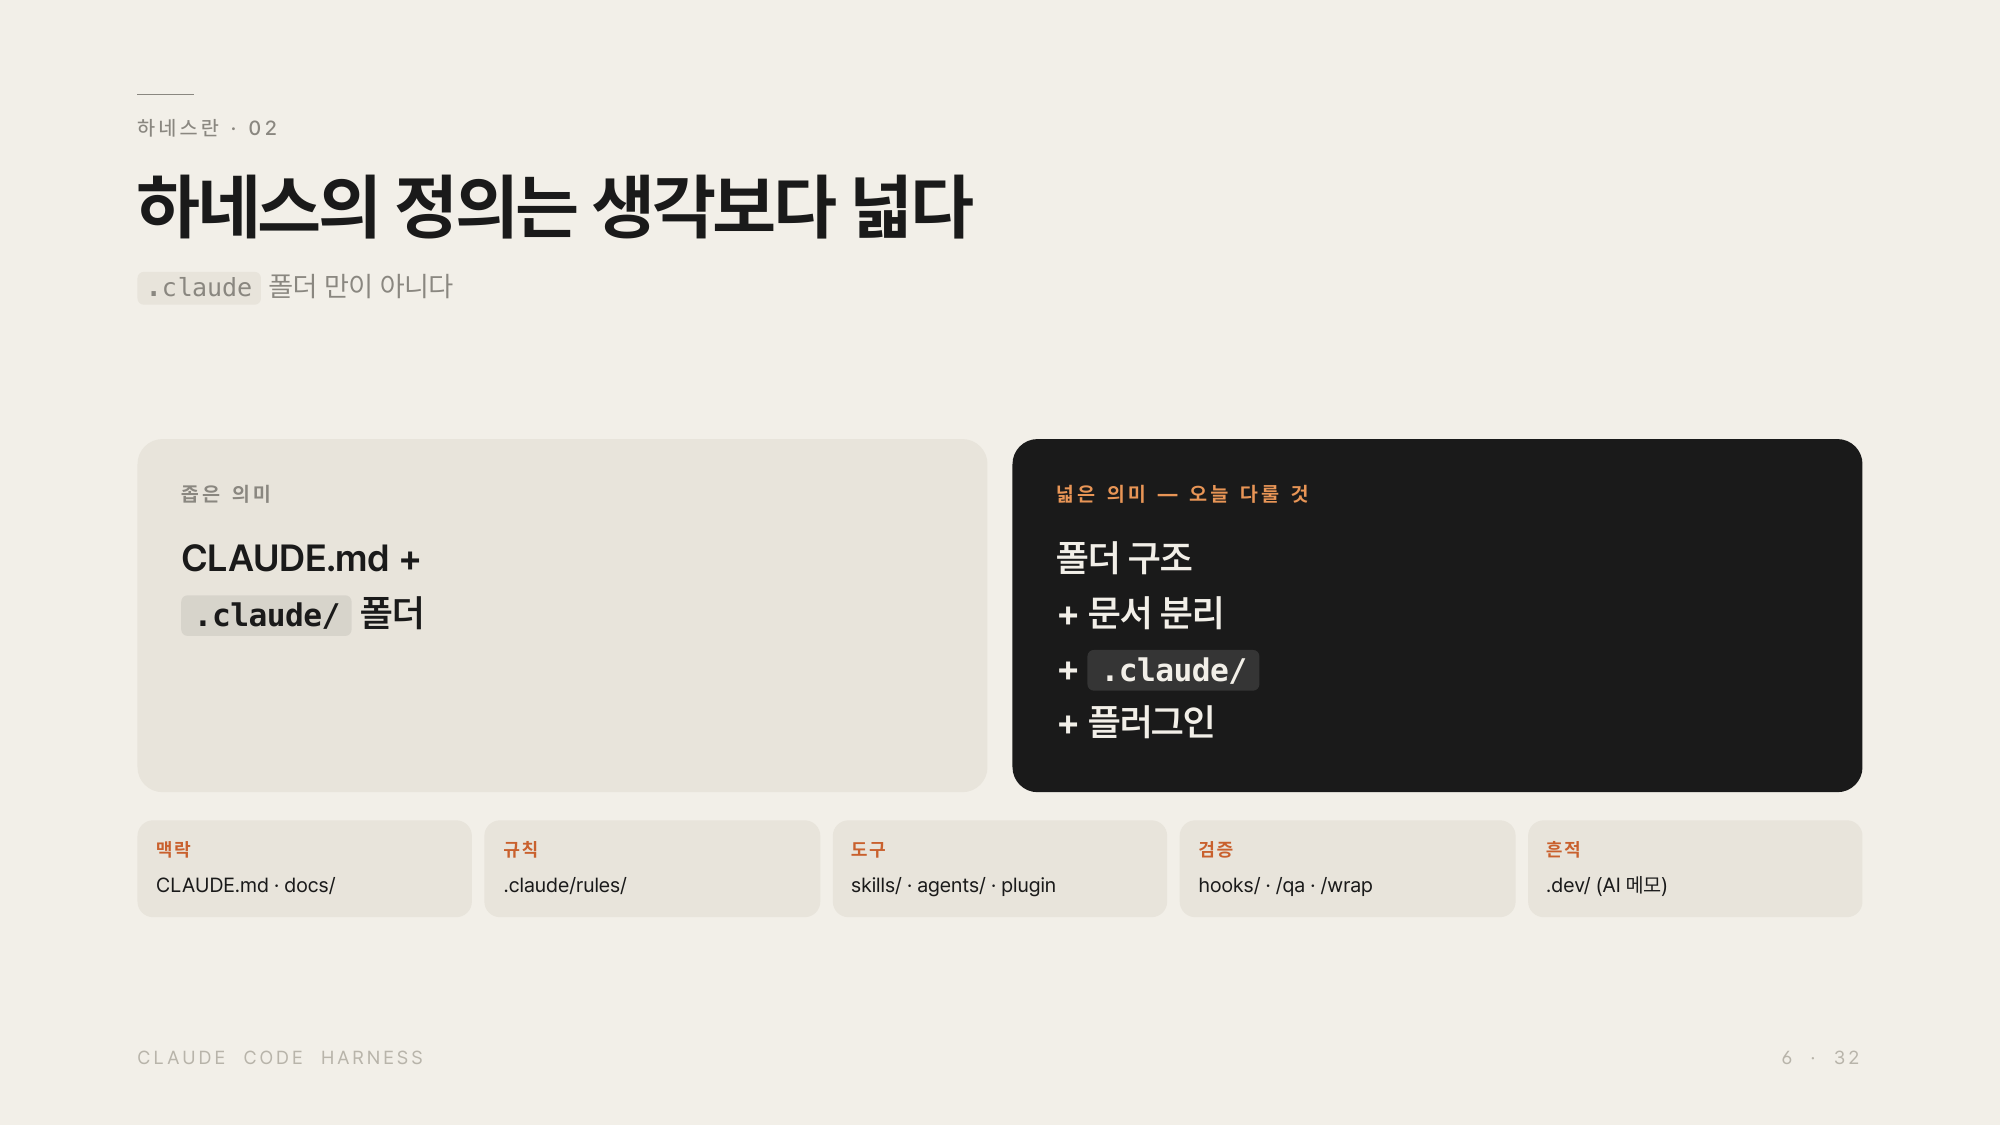 하네스란 · 02
하네스의 정의는 생각보다 넓다
.claude 폴더 만이 아니다
좁은 의미
CLAUDE.md +
.claude/ 폴더
넓은 의미 — 오늘 다룰 것
폴더 구조
+ 문서 분리
+ .claude/
+ 플러그인
맥락
CLAUDE.md · docs/
규칙
.claude/rules/
도구
skills/ · agents/ · plugin
검증
hooks/ · /qa · /wrap
흔적
.dev/ (AI 메모)
CLAUDE CODE HARNESS
6 · 32